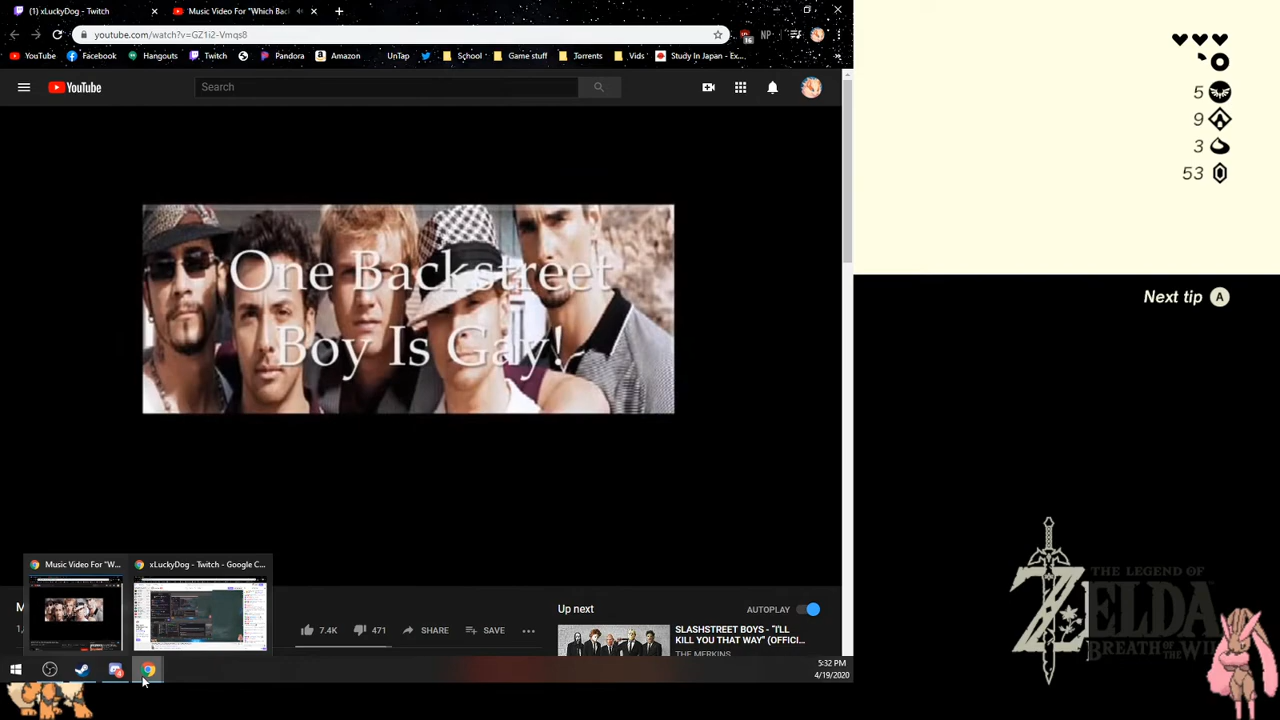 (1) xLuckyDog - Twitch
Music Video For "Which Bac
youtube.com/watch?v=GZ1i2-Vmqs8
16
NP
YouTube
Facebook
Hangouts
Twitch
Pandora
Amazon
UnTap
School
Game stuff
Torrents
Vids
Study In Japan - Ex...
YouTube
Search
One Backstreet
Boy Is Gay!
5
9
3
53
Next tip A
Music Video For "W...
xLuckyDog - Twitch - Google C...
M
1,
7.4K
471
SHARE
SAVE
Up next
AUTOPLAY
SLASHSTREET BOYS - "I'LL
KILL YOU THAT WAY" (OFFICI...
THE MERKINS
5:32 PM
4/19/2020
THE LEGEND OF
ZELDA
BREATH OF THE WI